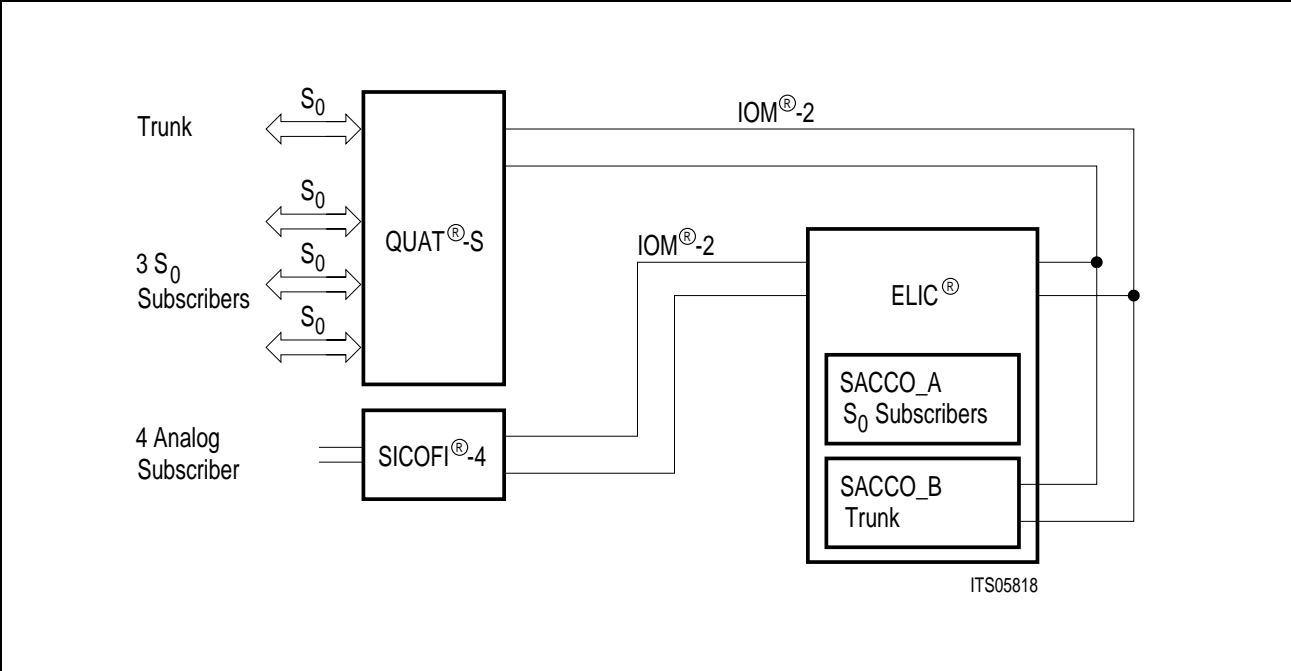 S0
Trunk
IOM®-2
S0
QUAT®-S
S0
3 S0
Subscribers
S0
IOM®-2
ELIC®
SACCO_A
S0 Subscribers
4 Analog
Subscriber
SICOFI®-4
SACCO_B
Trunk
ITS05818